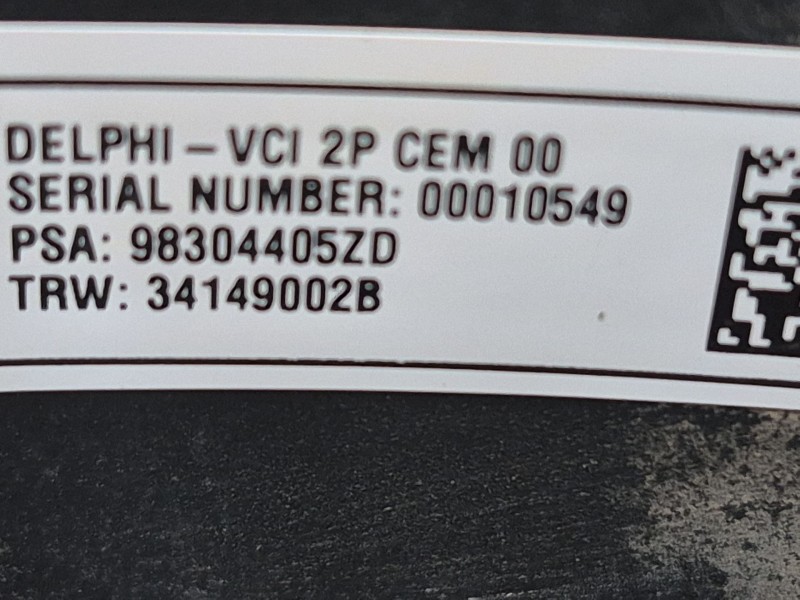 DELPHI - VCI 2P CEM 00
SERIAL NUMBER: 00010549
PSA: 98304405ZD
TRW: 34149002B